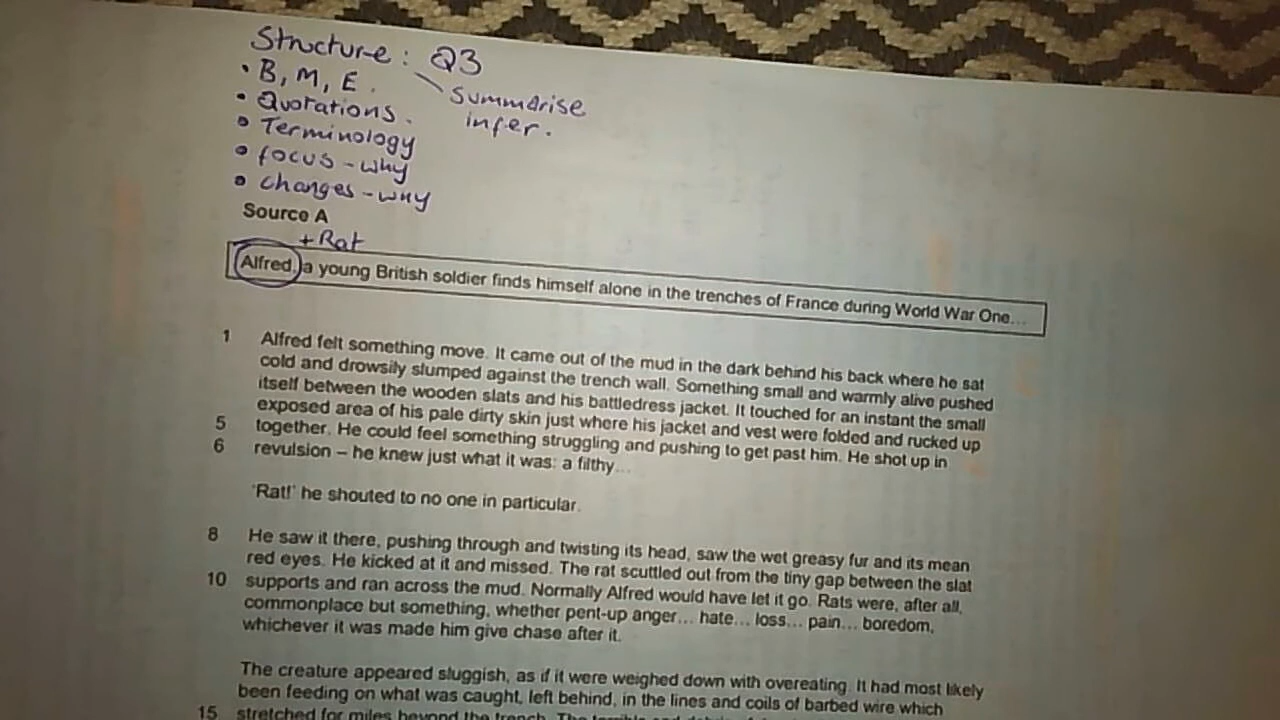 Structure : Q3
• B, M, E.
summarise
• Quotations.
infer.
• Terminology
• focus - why
• changes - why
Source A
+ Rat
Alfred, a young British soldier finds himself alone in the trenches of France during World War One...
1 Alfred felt something move. It came out of the mud in the dark behind his back where he sat
cold and drowsily slumped against the trench wall. Something small and warmly alive pushed
itself between the wooden slats and his battledress jacket. It touched for an instant the small
exposed area of his pale dirty skin just where his jacket and vest were folded and rucked up
5 together. He could feel something struggling and pushing to get past him. He shot up in
6 revulsion – he knew just what it was: a filthy...
'Rat!' he shouted to no one in particular.
8 He saw it there, pushing through and twisting its head, saw the wet greasy fur and its mean
red eyes. He kicked at it and missed. The rat scuttled out from the tiny gap between the slat
10 supports and ran across the mud. Normally Alfred would have let it go. Rats were, after all,
commonplace but something, whether pent-up anger... hate... loss... pain... boredom,
whichever it was made him give chase after it.
The creature appeared sluggish, as if it were weighed down with overeating. It had most likely
been feeding on what was caught, left behind, in the lines and coils of barbed wire which
15 stretched for miles beyond the trench. The terrible